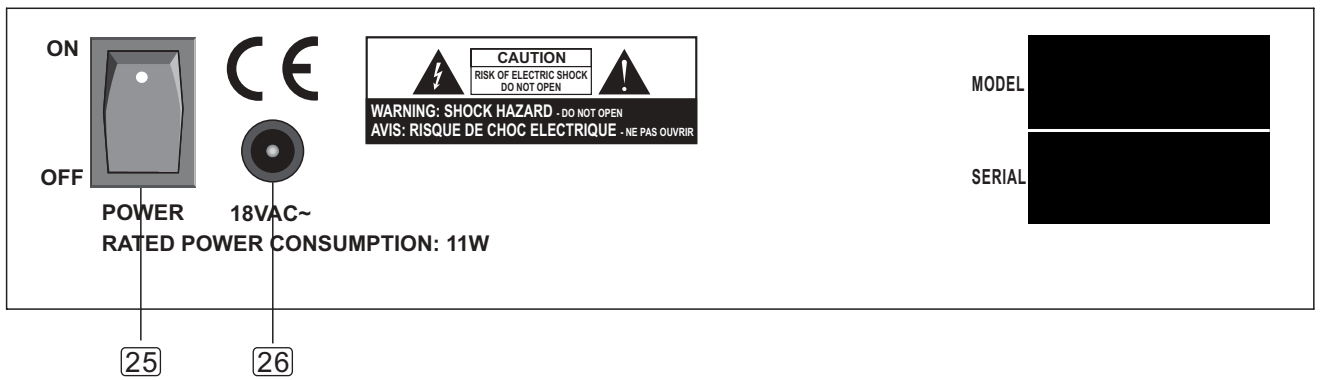 ON
CE
CAUTION
RISK OF ELECTRIC SHOCK
DO NOT OPEN
WARNING: SHOCK HAZARD - DO NOT OPEN
AVIS: RISQUE DE CHOC ELECTRIQUE - NE PAS OUVRIR
MODEL
OFF
SERIAL
POWER
18VAC~
RATED POWER CONSUMPTION: 11W
25
26